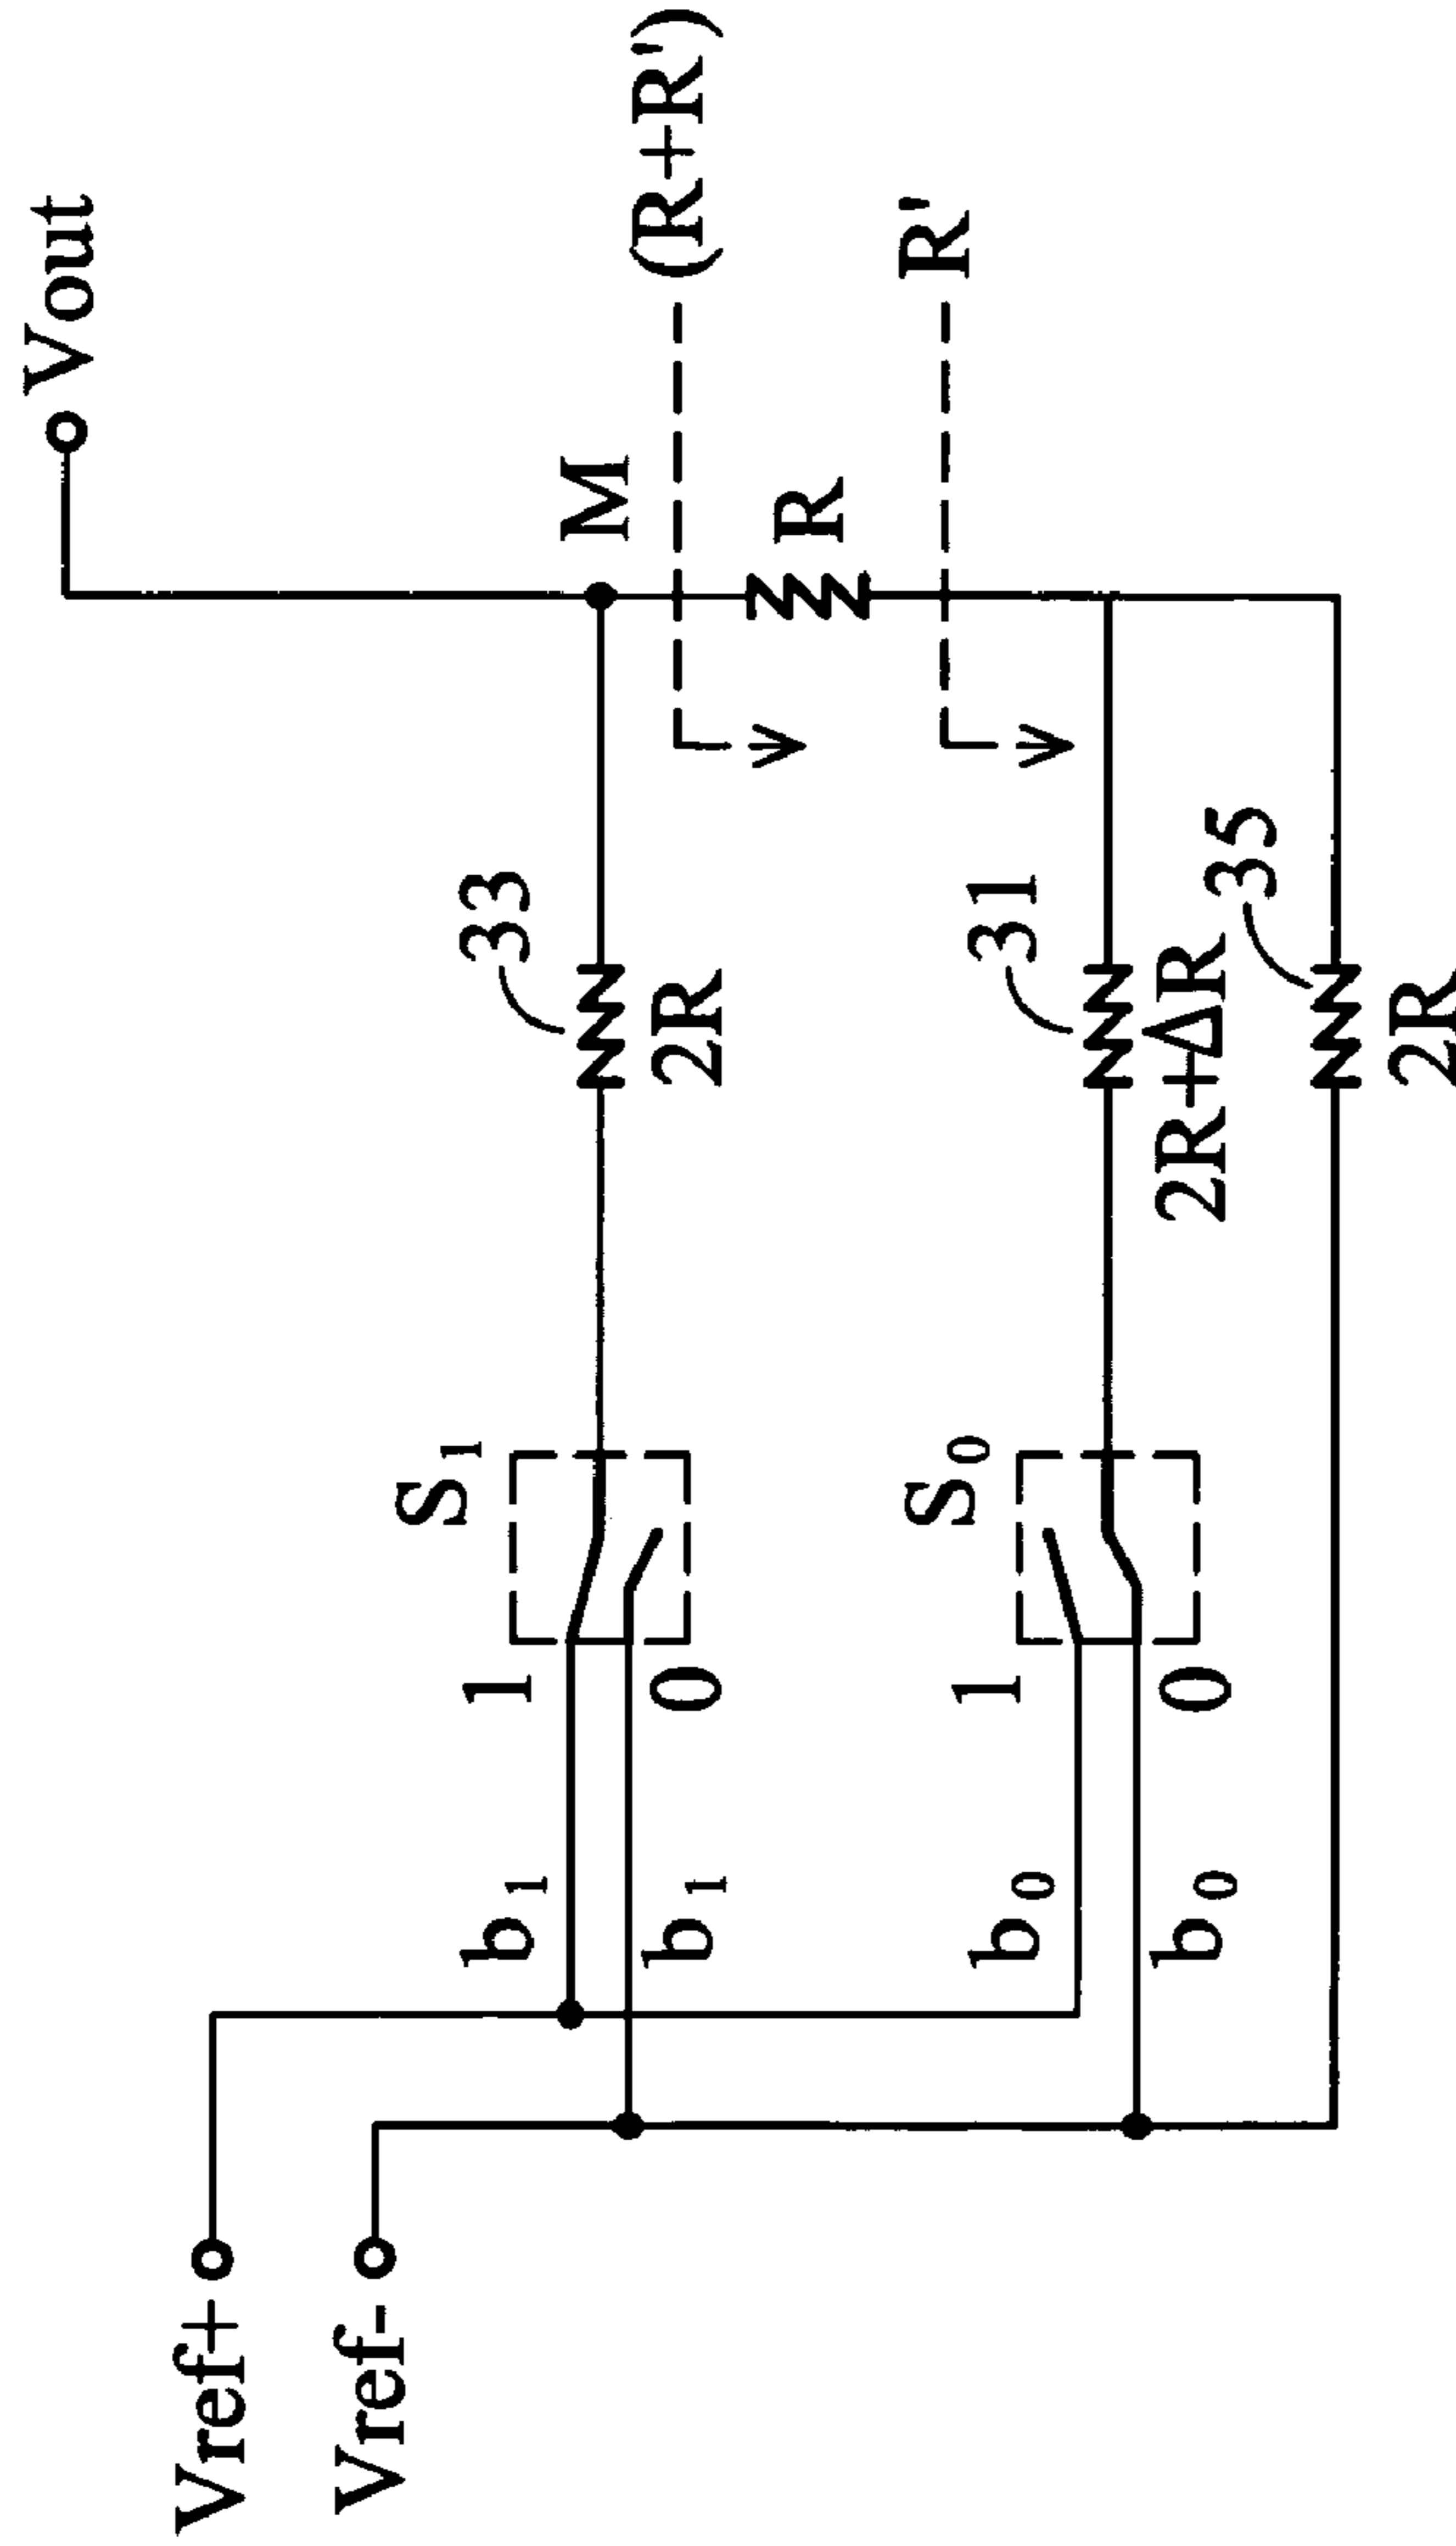 Vout
Vref+
Vref-
S₁
b₁
1
33
M
b₁
0
2R
(R+R')
R
S₀
R'
b₀
1
31
b₀
0
2R+ΔR
35
2R